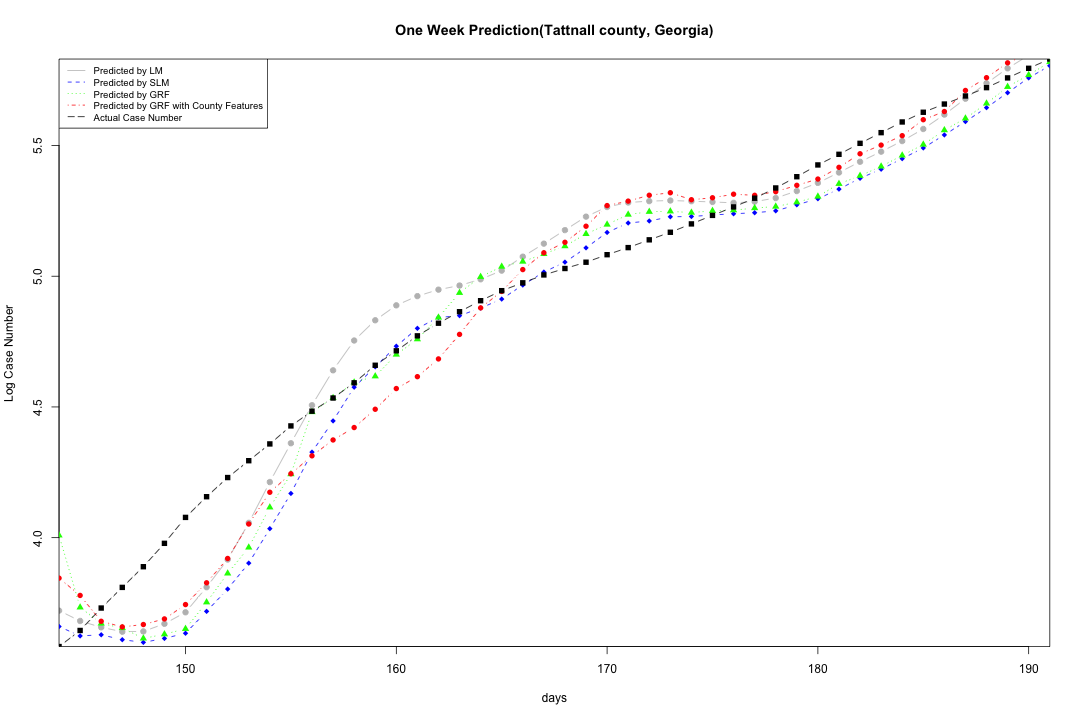 One Week Prediction(Tattnall county, Georgia)
Predicted by LM
Predicted by SLM
Predicted by GRF
Predicted by GRF with County Features
Actual Case Number
5.5
5.0
4.5
4.0
Log Case Number
150 160 170 180 190
days